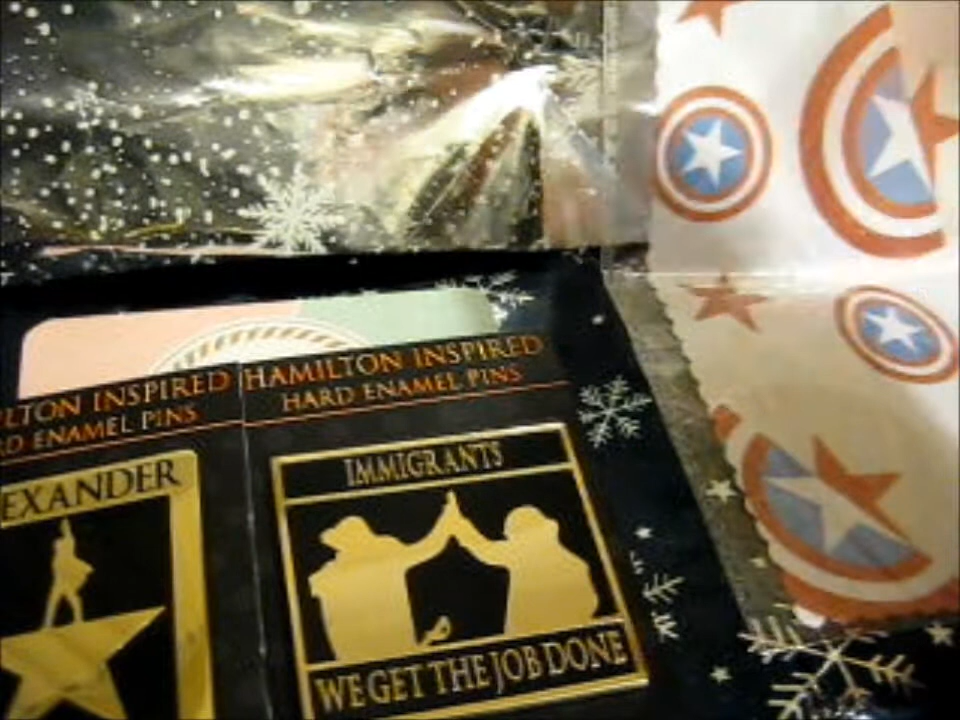 LTON INSPIRED
RD ENAMEL PINS
EXANDER
HAMILTON INSPIRED
HARD ENAMEL PINS
IMMIGRANTS
WE GET THE JOB DONE